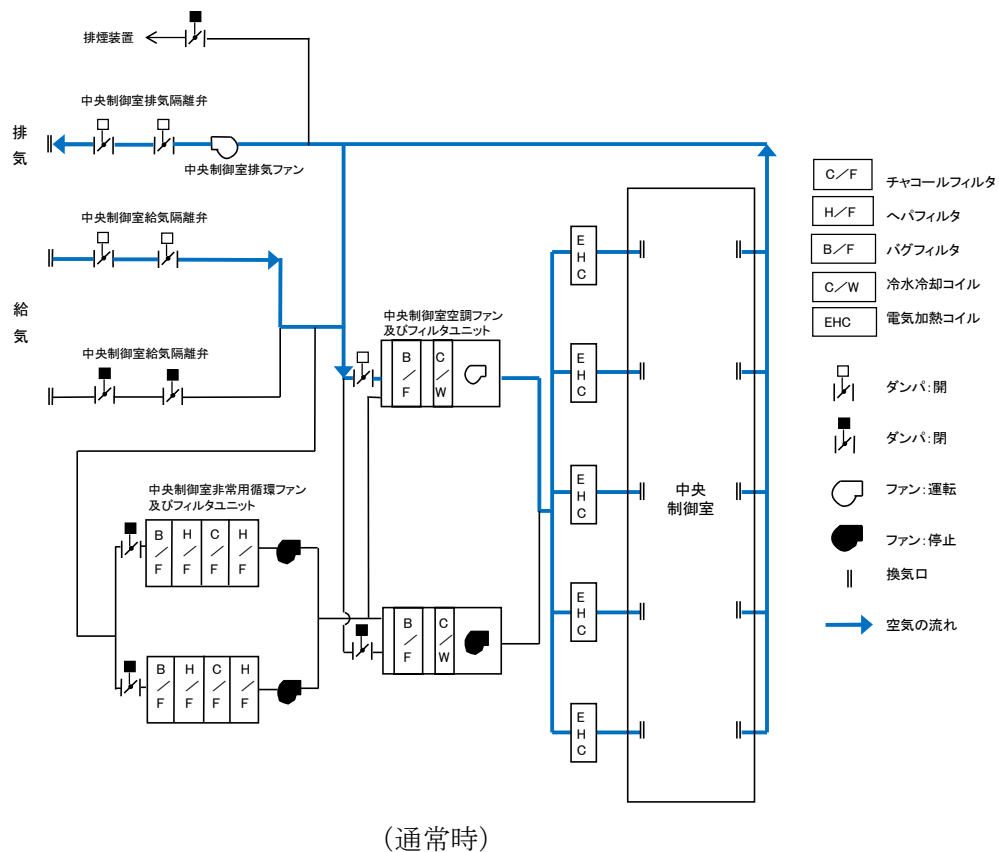 排煙装置
中央制御室排気隔離弁
排
気
中央制御室排気ファン
中央制御室給気隔離弁
給
気
中央制御室給気隔離弁
中央制御室空調ファン
及びフィルタユニット
B/F
C/W
中央制御室非常用循環ファン
及びフィルタユニット
B/F
H/F
C/F
H/F
B/F
H/F
C/F
H/F
B/F
C/W
EHC
EHC
EHC
EHC
EHC
中央
制御室
C/F
チャコールフィルタ
H/F
ヘパフィルタ
B/F
バグフィルタ
C/W
冷水冷却コイル
EHC
電気加熱コイル
ダンパ:開
ダンパ:閉
ファン:運転
ファン:停止
換気口
空気の流れ
(通常時)